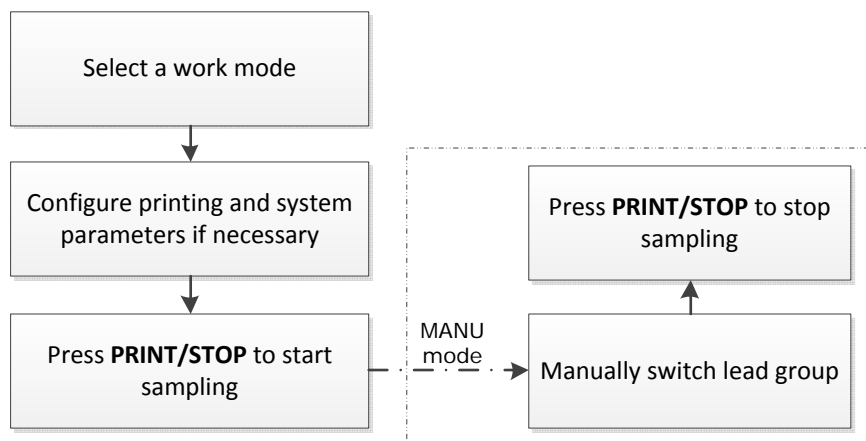 Select a work mode
Configure printing and system
parameters if necessary
Press PRINT/STOP to start
sampling
MANU
mode
Manually switch lead group
Press PRINT/STOP to stop
sampling